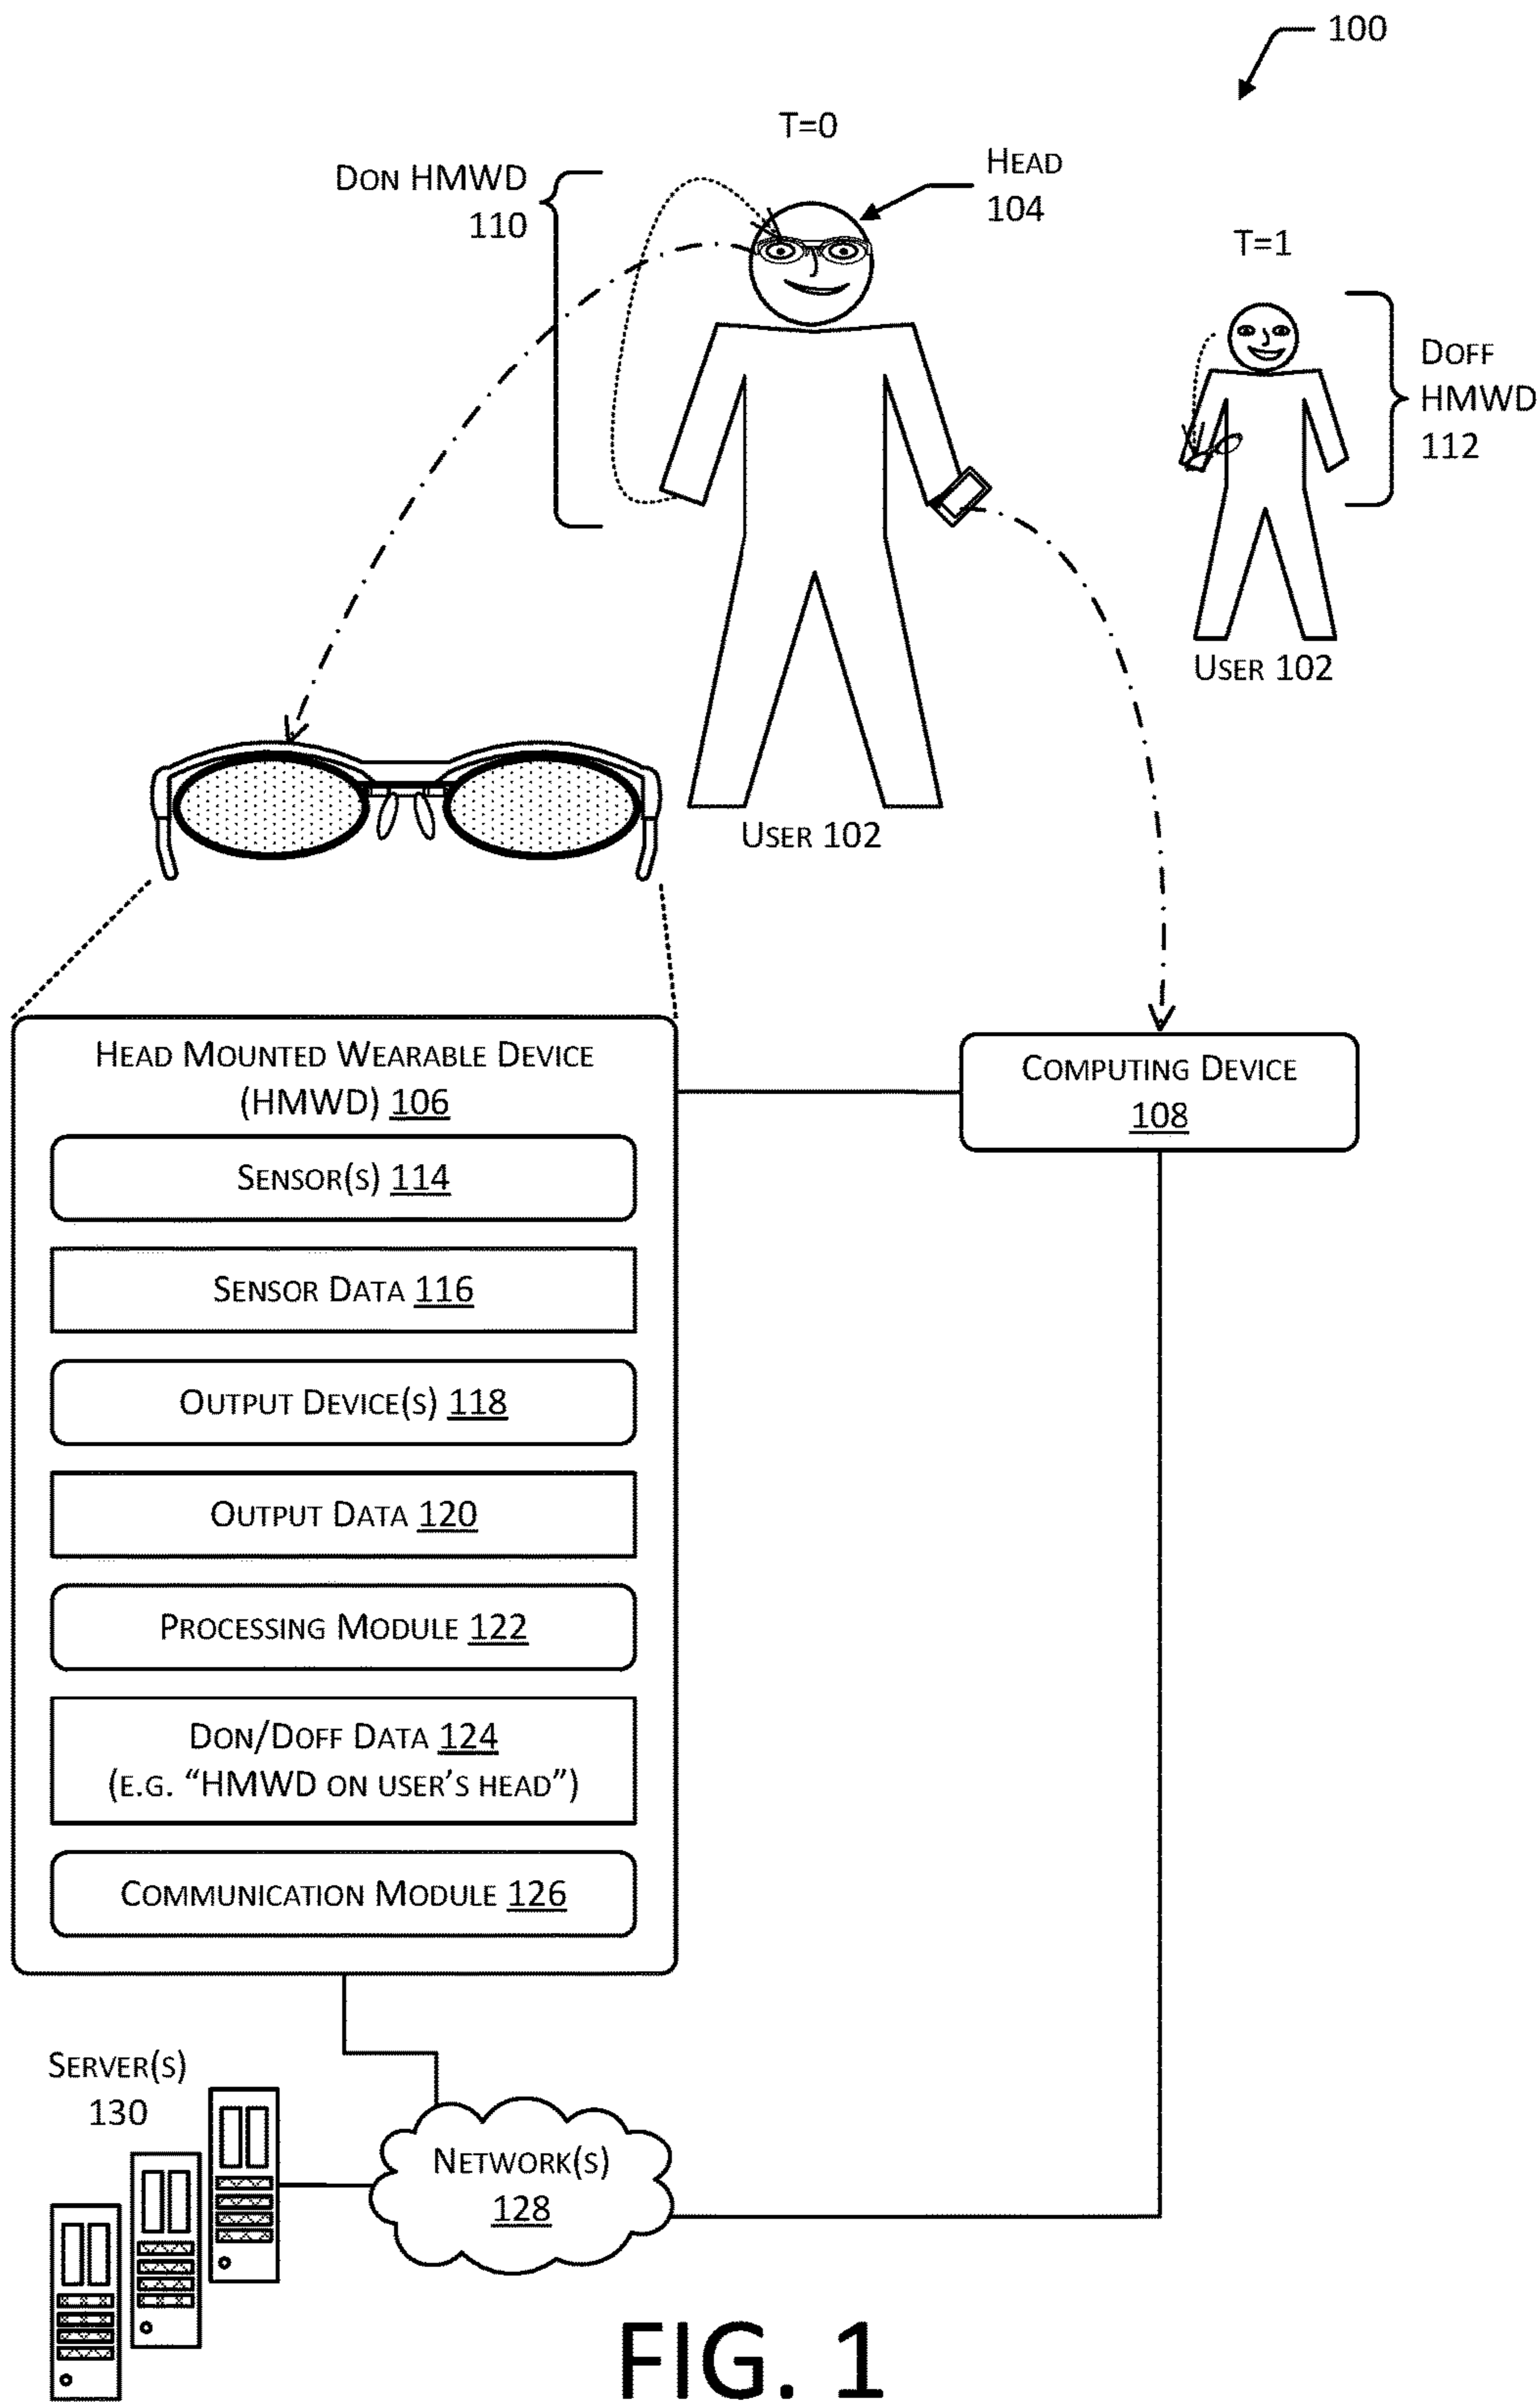 100
T=0
Don HMWD
110
Head
104
T=1
Doff
HMWD
112
User 102
User 102
Head Mounted Wearable Device
(HMWD) 106
Computing Device
108
Sensor(s) 114
Sensor Data 116
Output Device(s) 118
Output Data 120
Processing Module 122
Don/Doff Data 124
(e.g. “HMWD on user’s head”)
Communication Module 126
Server(s)
130
Network(s)
128
FIG. 1